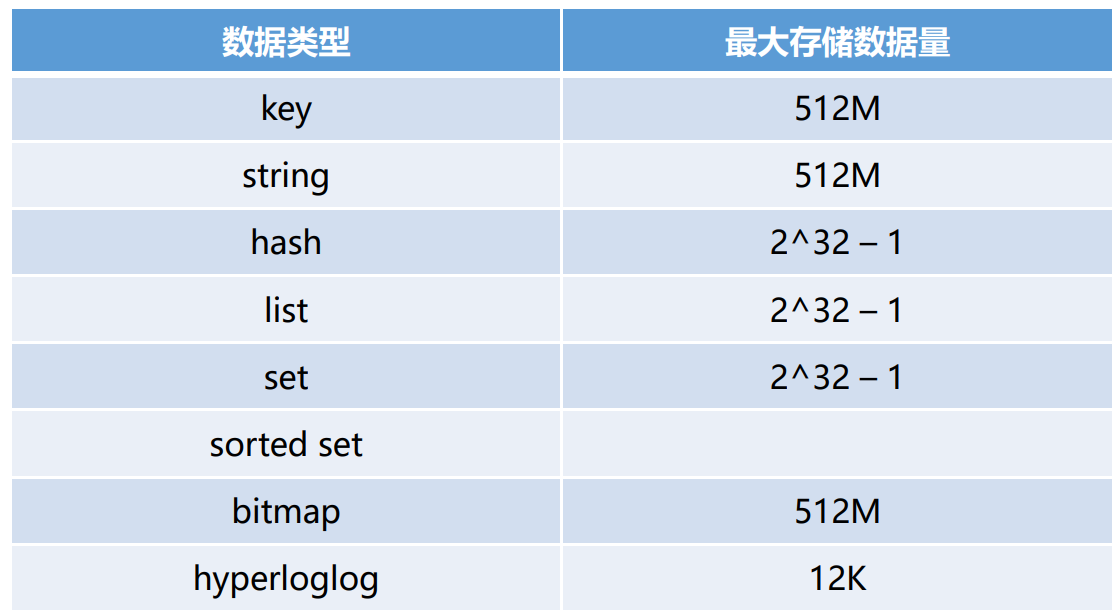 数据类型 最大存储数据量
key 512M
string 512M
hash 2^32 – 1
list 2^32 – 1
set 2^32 – 1
sorted set
bitmap 512M
hyperloglog 12K